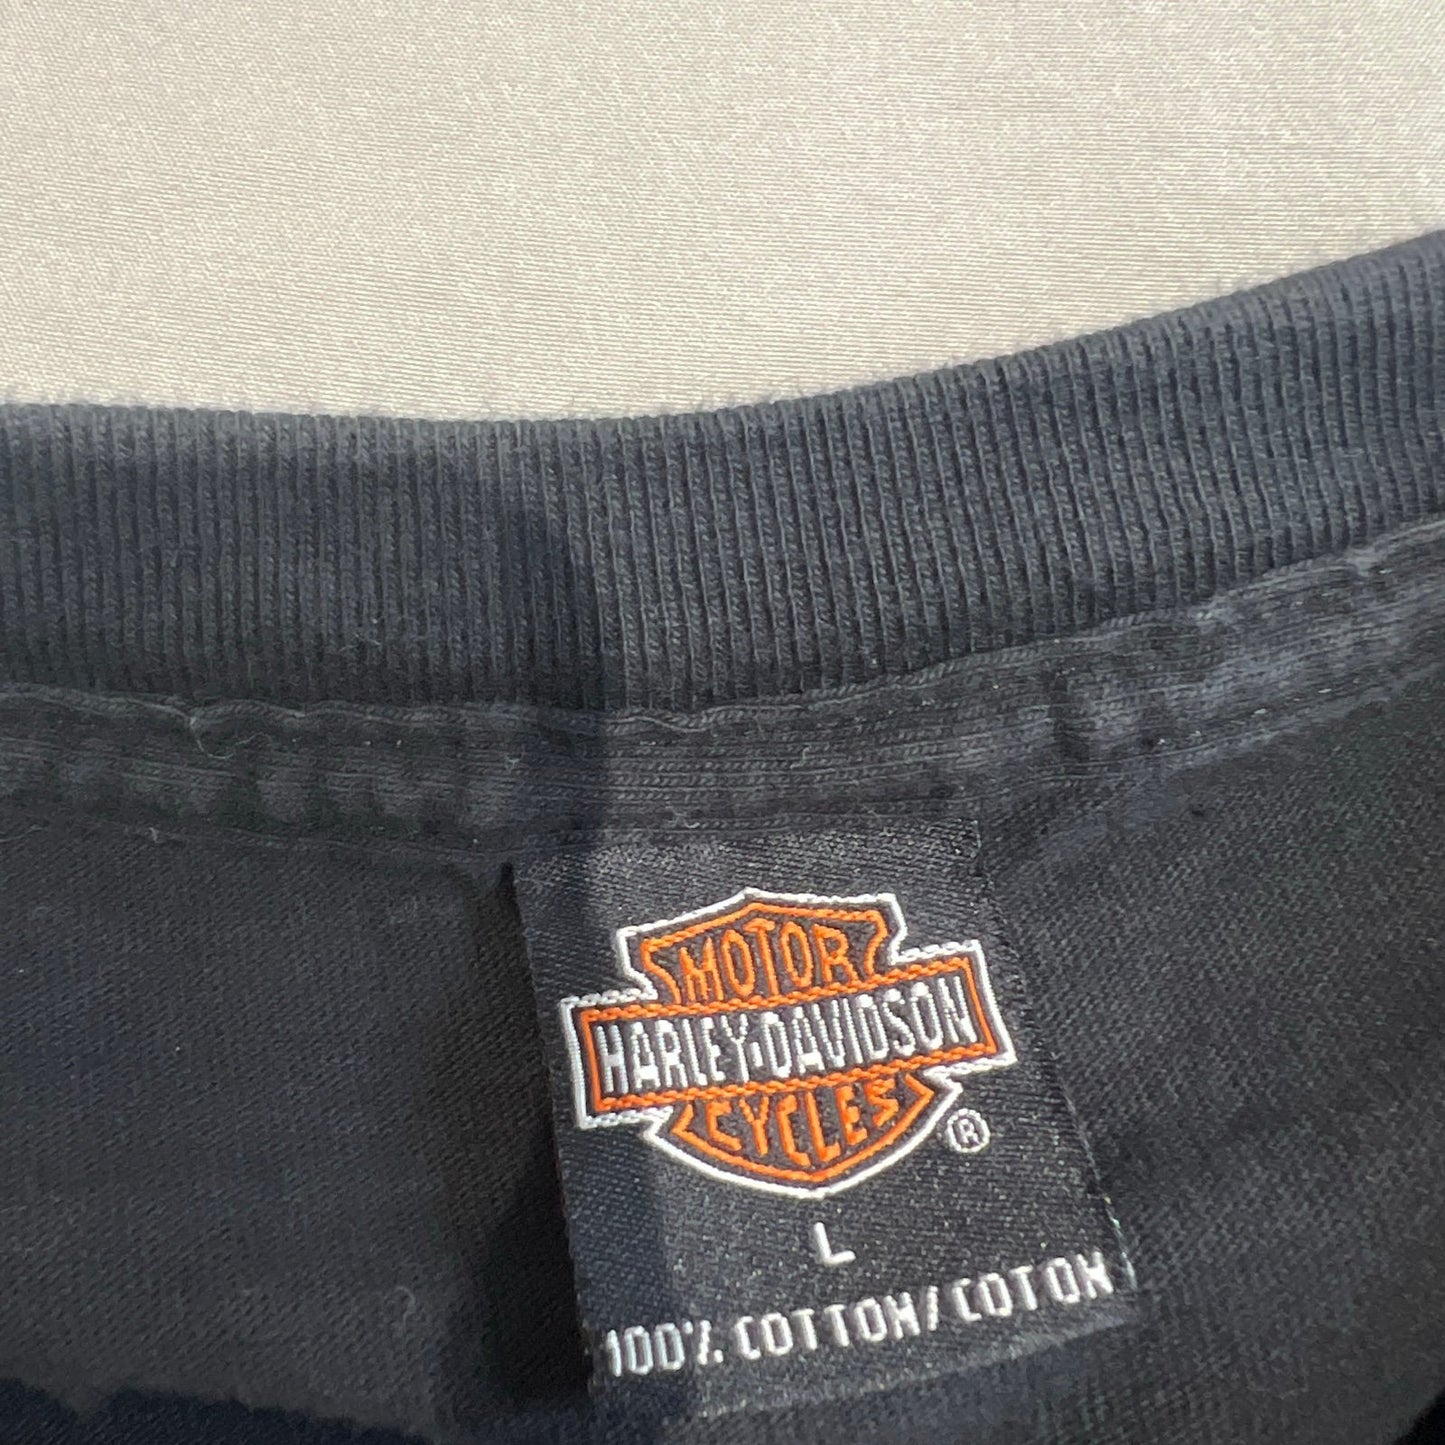 MOTOR
HARLEY-DAVIDSON
CYCLES
®
L
100% COTTON/COTON